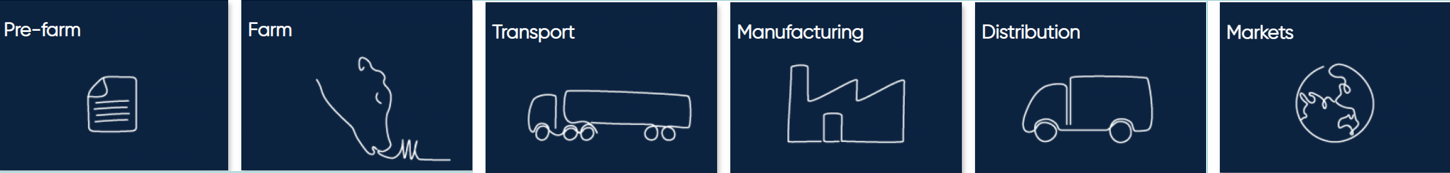 Pre-farm
Farm
Transport
Manufacturing
Distribution
Markets